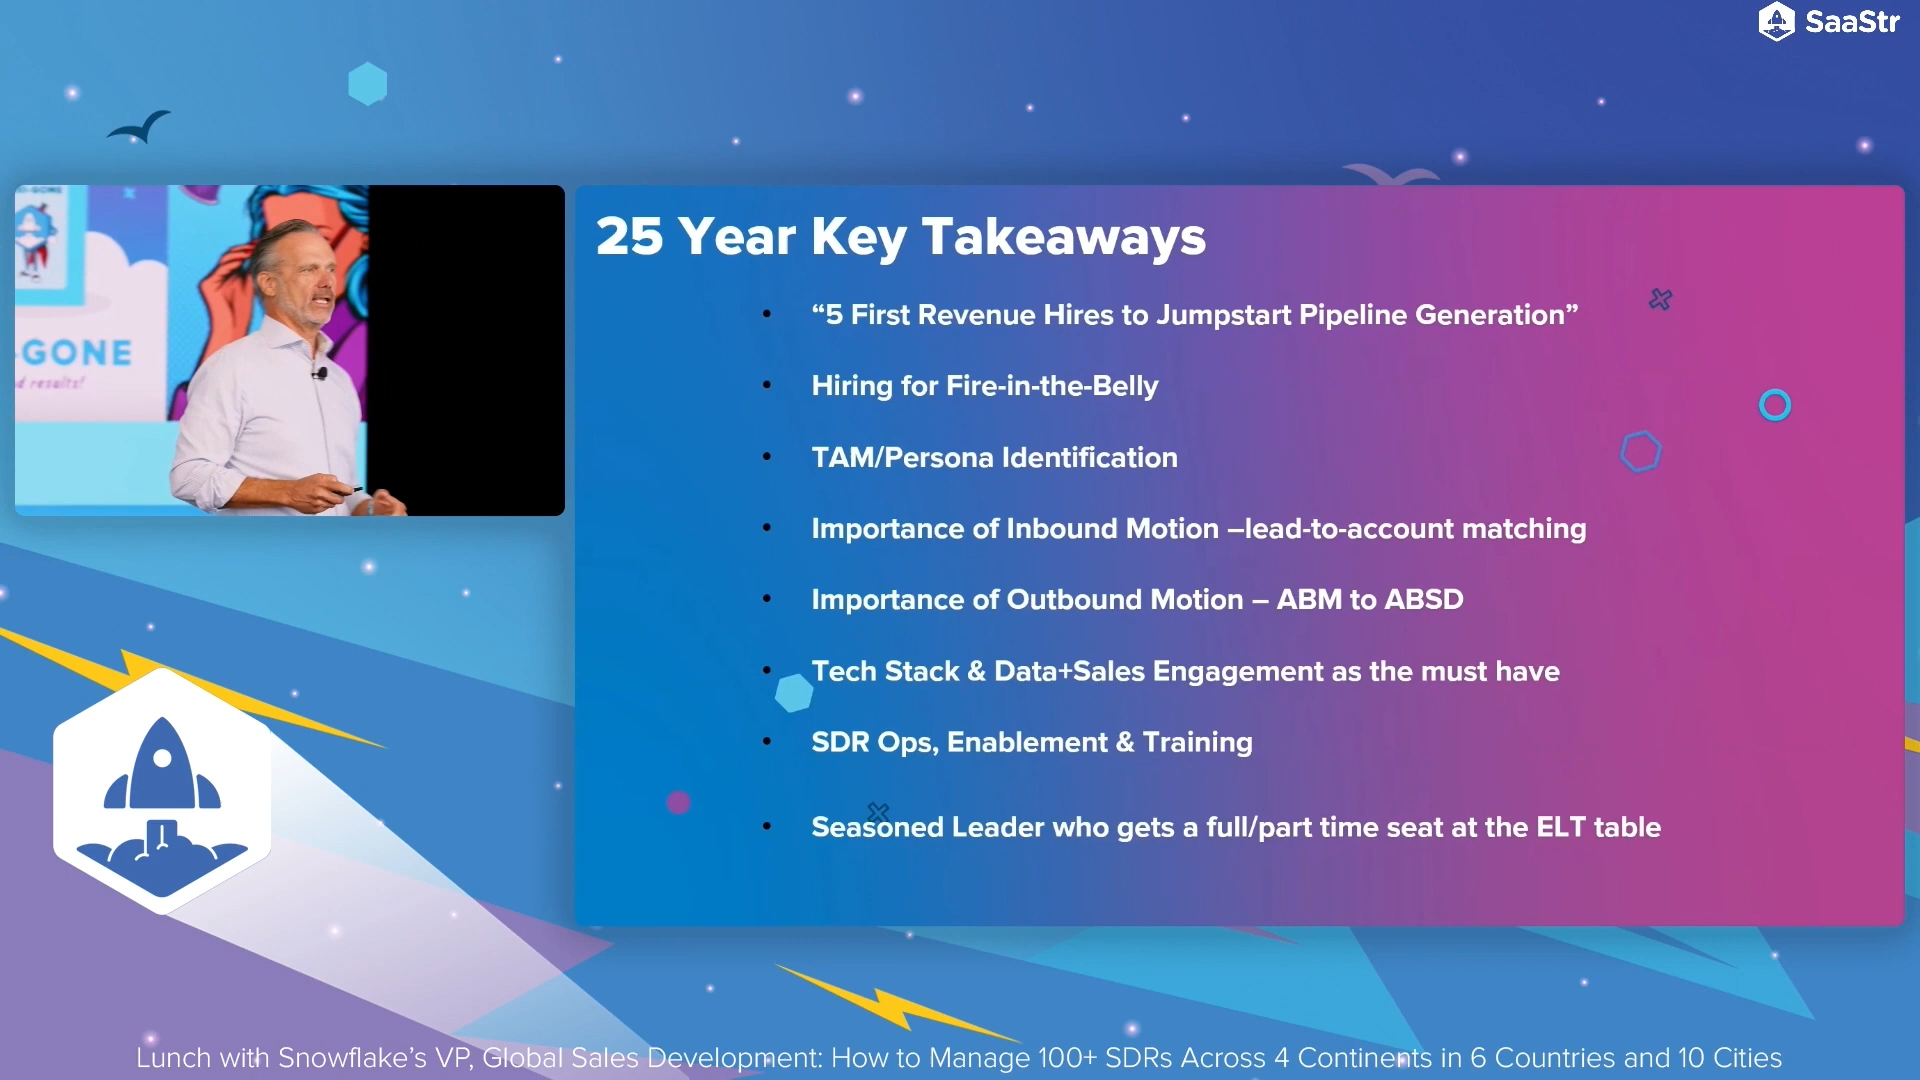 SaaStr
-GONE
d results!
25 Year Key Takeaways
• “5 First Revenue Hires to Jumpstart Pipeline Generation”
• Hiring for Fire-in-the-Belly
• TAM/Persona Identification
• Importance of Inbound Motion –lead-to-account matching
• Importance of Outbound Motion – ABM to ABSD
• Tech Stack & Data+Sales Engagement as the must have
• SDR Ops, Enablement & Training
• Seasoned Leader who gets a full/part time seat at the ELT table
Lunch with Snowflake’s VP, Global Sales Development: How to Manage 100+ SDRs Across 4 Continents in 6 Countries and 10 Cities